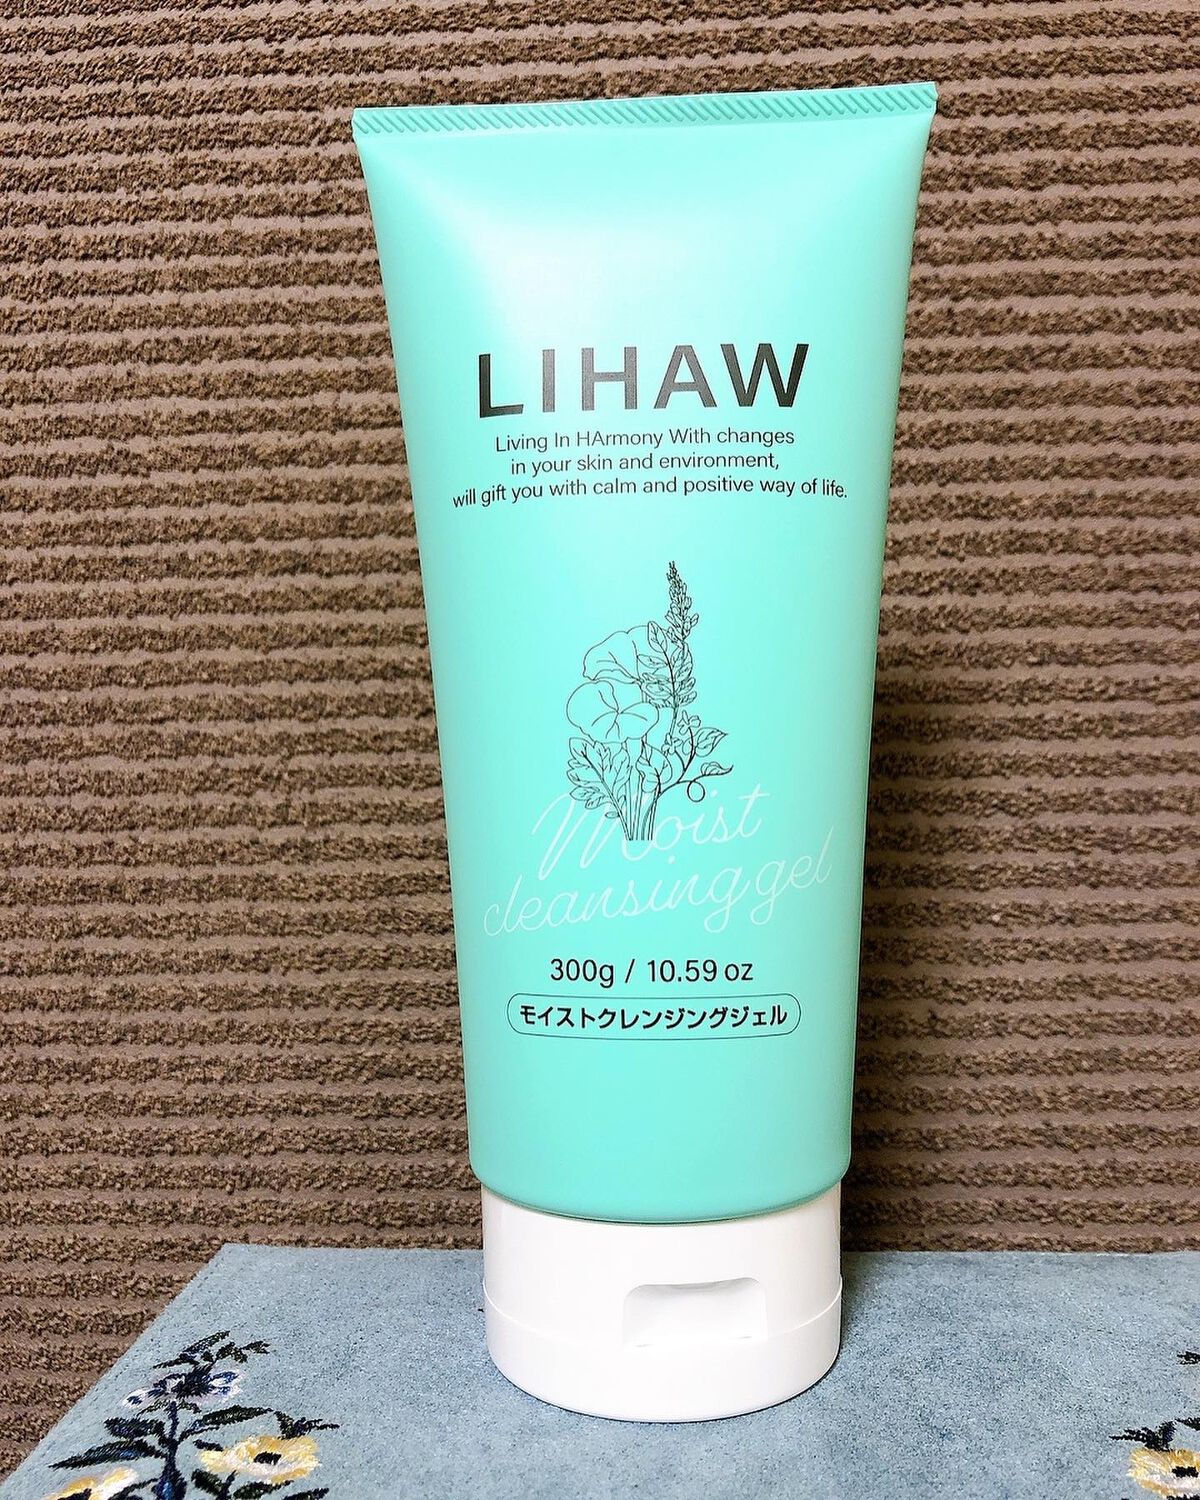 LIHAW
Living In HArmony With changes
in your skin and environment,
will gift you with calm and positive way of life.
Moist
cleansing gel
300g / 10.59 oz
モイストクレンジングジェル